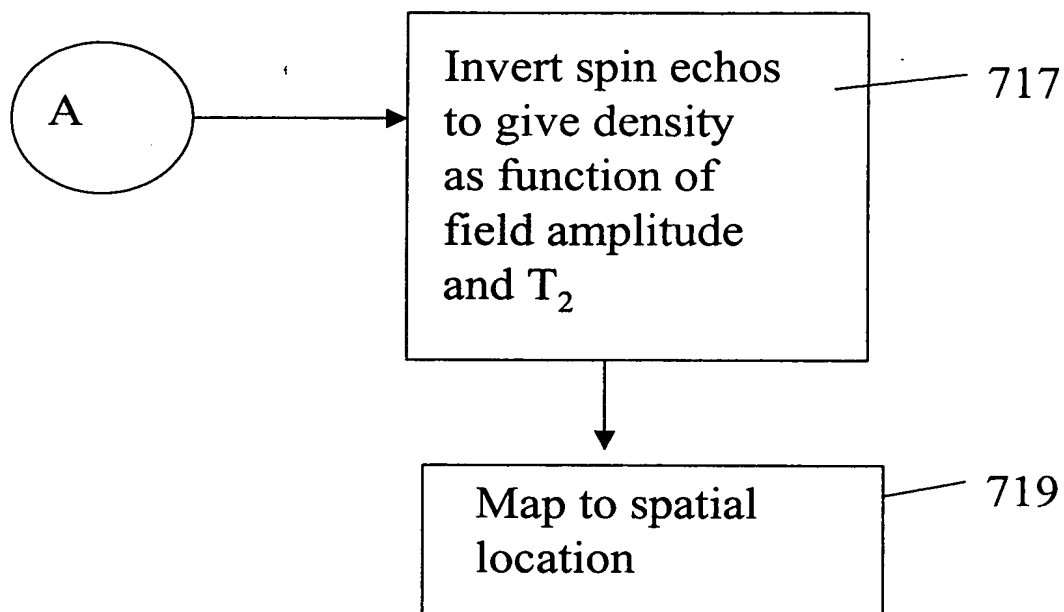 A
Invert spin echos
to give density
as function of
field amplitude
and T₂
717
Map to spatial
location
719